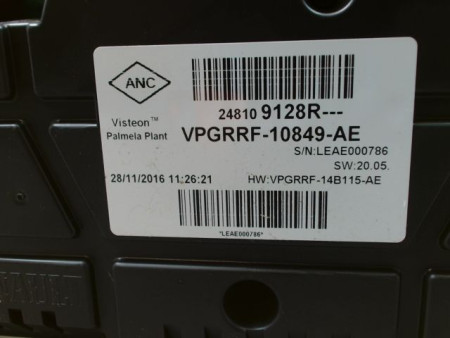 ANC
24810 9128R---
Visteon™
Palmela Plant
VPGRRF-10849-AE
S/N:LEAE000786
SW:20.05.
28/11/2016 11:26:21
HW:VPGRRF-14B115-AE
*LEAE000786*